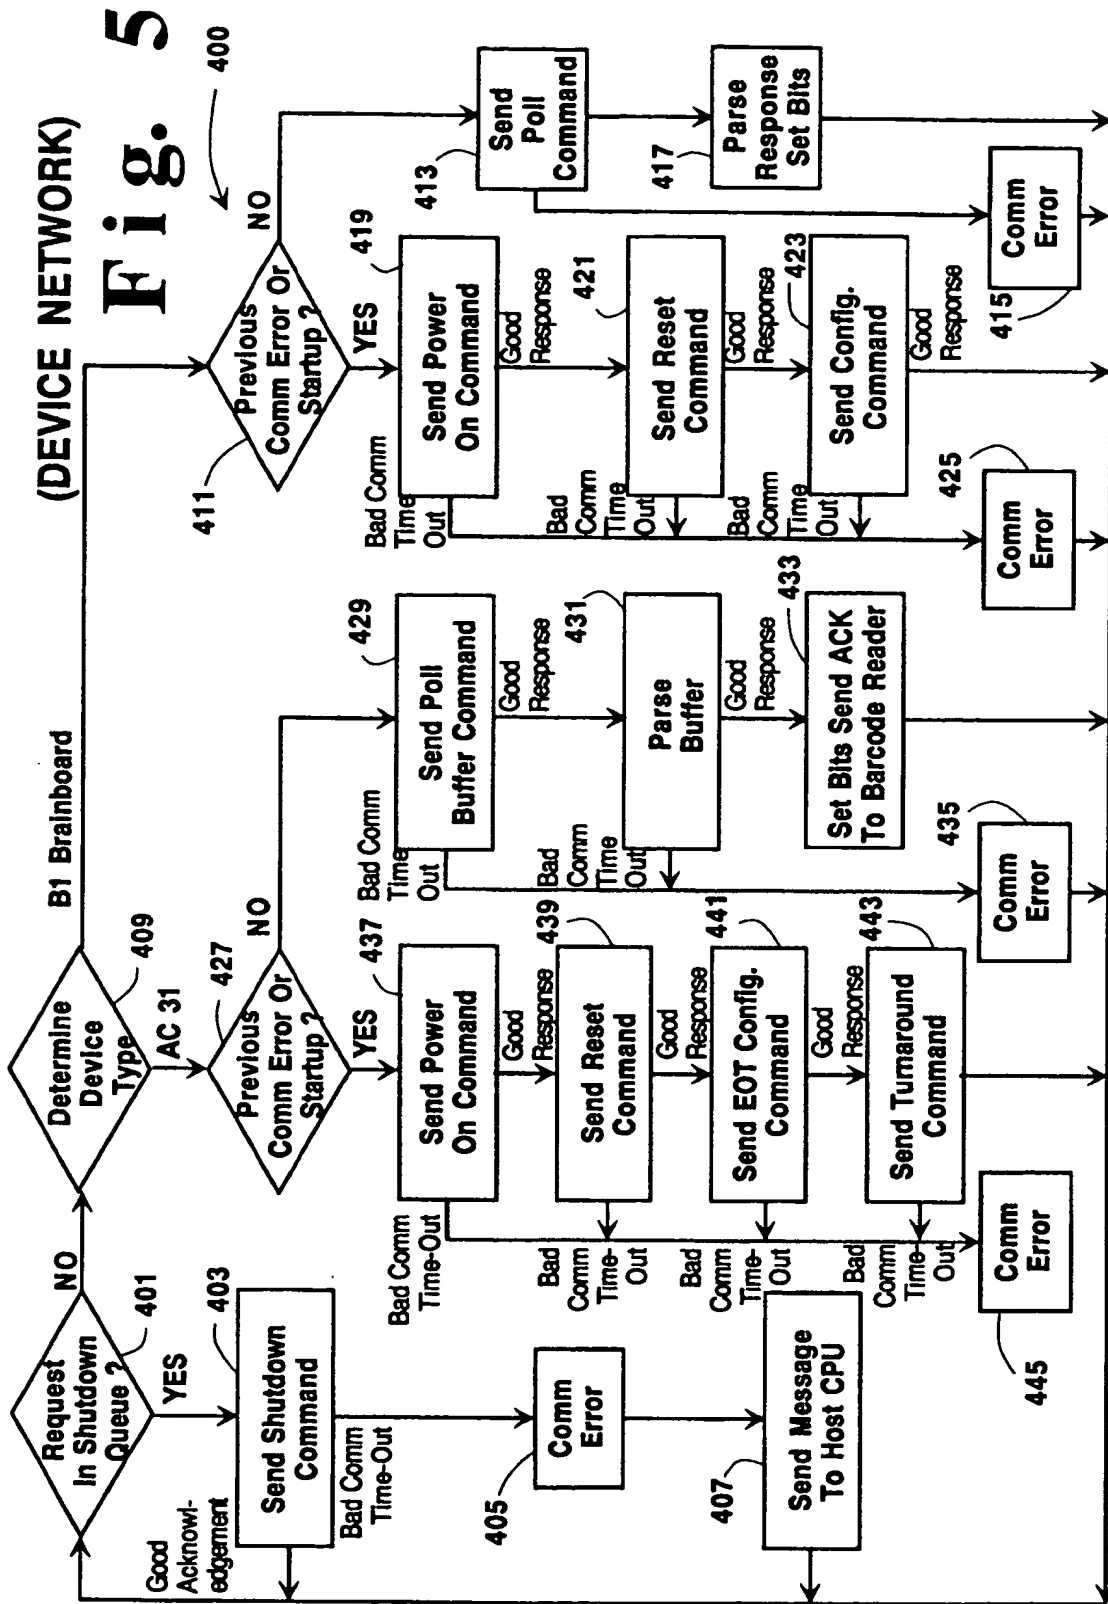 (DEVICE NETWORK)
Fig. 5
400
Request
In Shutdown
Queue ?
401
NO
YES
Good
Acknowl-
edgement
403
Send Shutdown
Command
Bad Comm
Time-Out
405
Comm
Error
407
Send Message
To Host CPU
Determine
Device
Type
409
B1 Brainboard
AC 31
427
Previous
Comm Error Or
Startup ?
NO
YES
437
Send Power
On Command
Bad Comm
Time-Out
Good
Response
439
Send Reset
Command
Bad
Comm
Time-
Out
Good
Response
441
Send EOT Config.
Command
Bad
Comm
Time-
Out
Good
Response
443
Send Turnaround
Command
Bad
Comm
Time-
Out
Comm
Error
445
429
Send Poll
Buffer Command
Bad Comm
Time
Out
Good
Response
431
Parse
Buffer
Bad
Comm
Time
Out
Good
Response
433
Set Bits Send ACK
To Barcode Reader
435
Comm
Error
411
Previous
Comm Error Or
Startup ?
NO
YES
419
Send Power
On Command
Bad Comm
Time
Out
Good
Response
421
Send Reset
Command
Bad
Comm
Time
Out
Good
Response
423
Send Config.
Command
Bad
Comm
Time
Out
Good
Response
425
Comm
Error
413
Send
Poll
Command
417
Parse
Response
Set Bits
415
Comm
Error